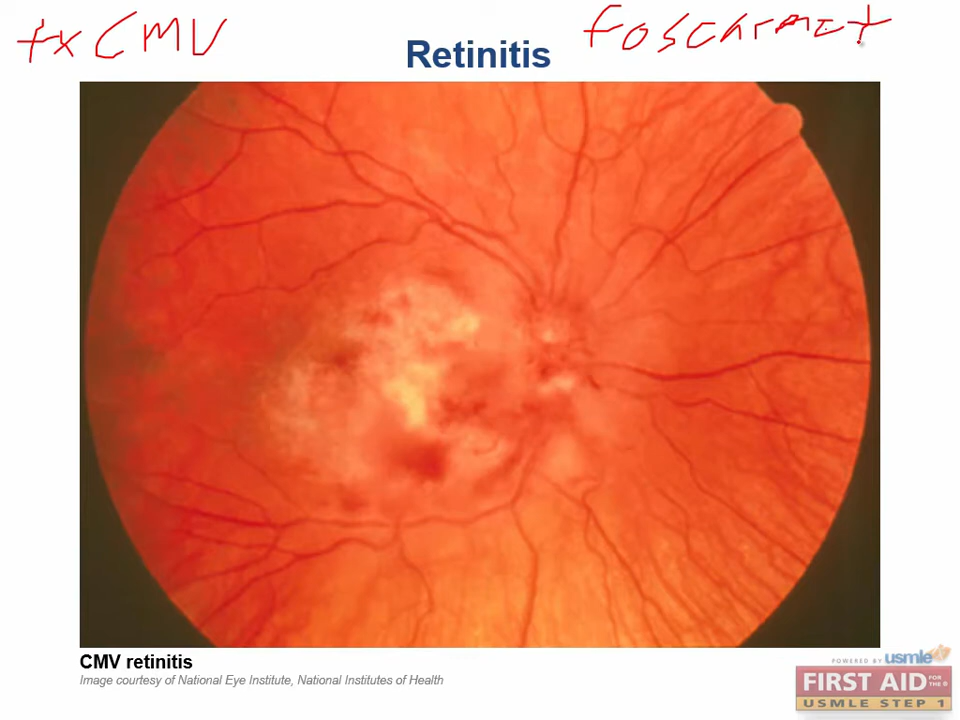 tx CMV
foscarnet
Retinitis
CMV retinitis
Image courtesy of National Eye Institute, National Institutes of Health
POWERED BY usmle
FIRST AID FOR THE®
USMLE STEP 1